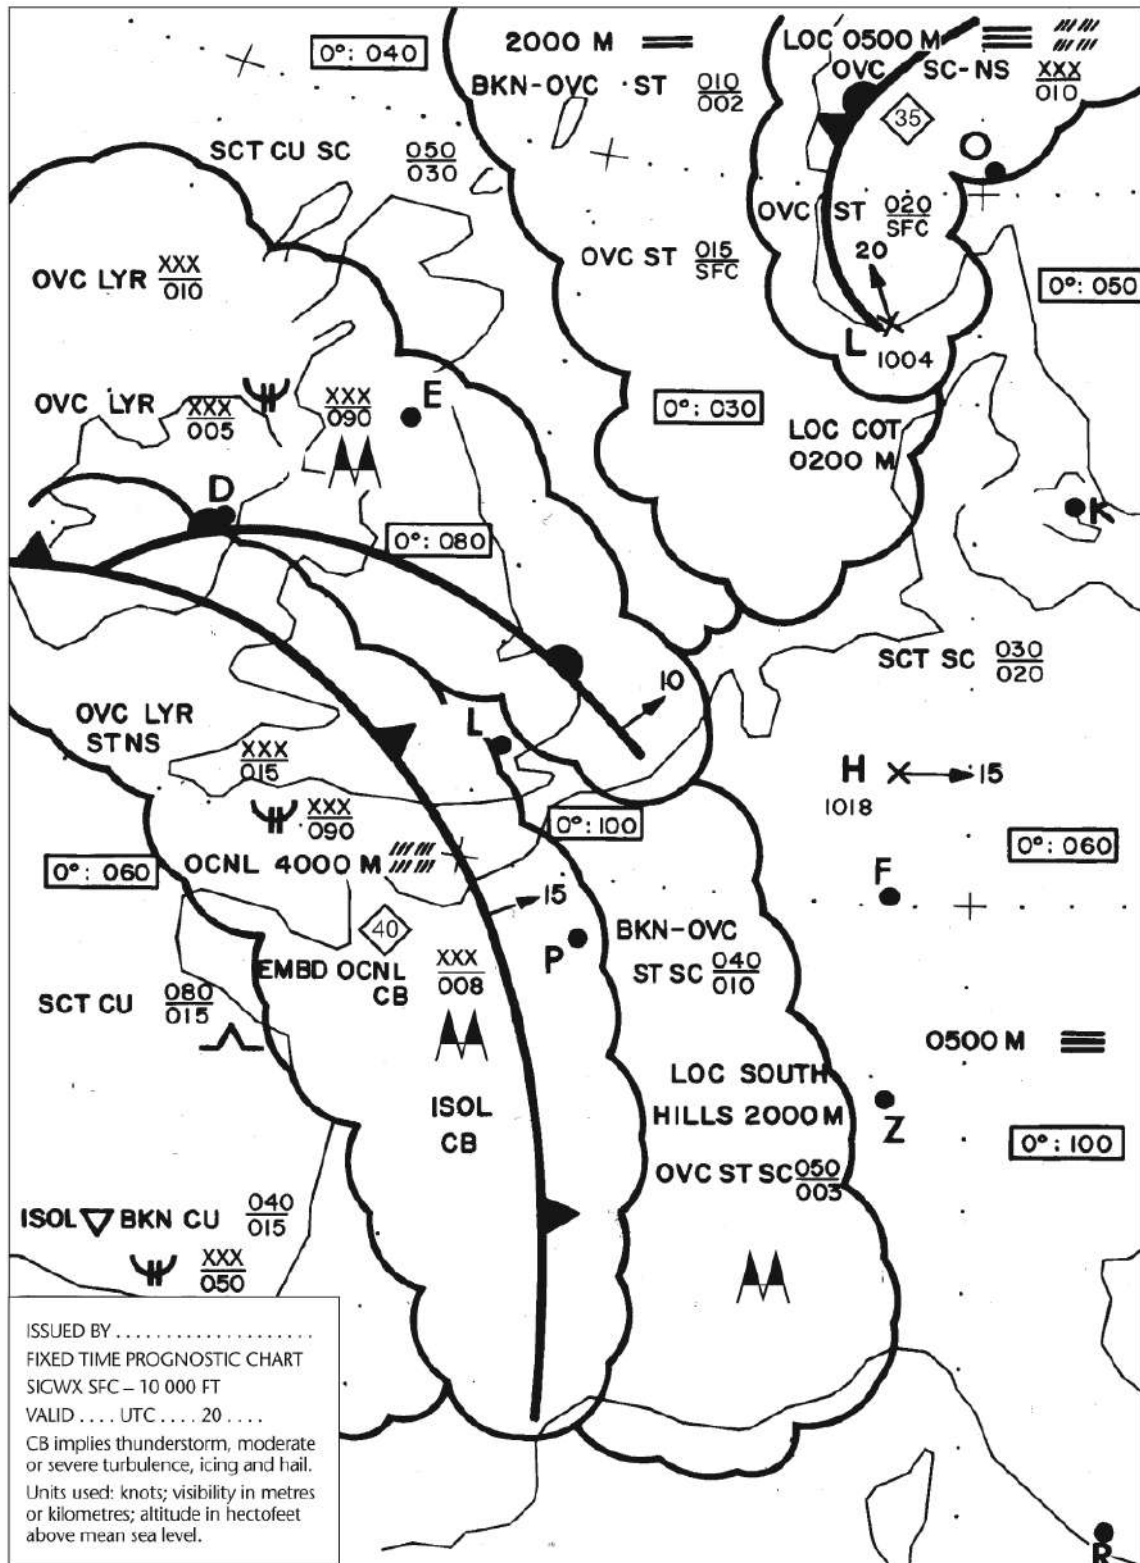 0°: 040
2000 M
LOC 0500 M
BKN-OVC ST 010
002
OVC SC-NS XXX
010
35
SCT CU SC 050
030
O
OVC ST 020
SFC
OVC LYR XXX
010
OVC ST 015
SFC
20
0°: 050
L 1004
OVC LYR XXX
005
XXX
090
E
0°: 030
LOC COT
0200 M
D
K
0°: 080
SCT SC 030
020
10
OVC LYR
STNS
XXX
015
L
H 15
1018
XXX
090
0°: 100
OCNL 4000 M
0°: 060
0°: 060
F
15
40
BKN-OVC
ST SC 040
010
P
EMBD OCNL
CB
XXX
008
SCT CU 080
015
0500 M
LOC SOUTH
HILLS 2000 M
ISOL
CB
Z
0°: 100
OVC ST SC 050
003
ISOL BKN CU 040
015
XXX
050
ISSUED BY ....................
FIXED TIME PROGNOSTIC CHART
SIGWX SFC – 10 000 FT
VALID .... UTC .... 20 ....
CB implies thunderstorm, moderate
or severe turbulence, icing and hail.
Units used: knots; visibility in metres
or kilometres; altitude in hectofeet
above mean sea level.